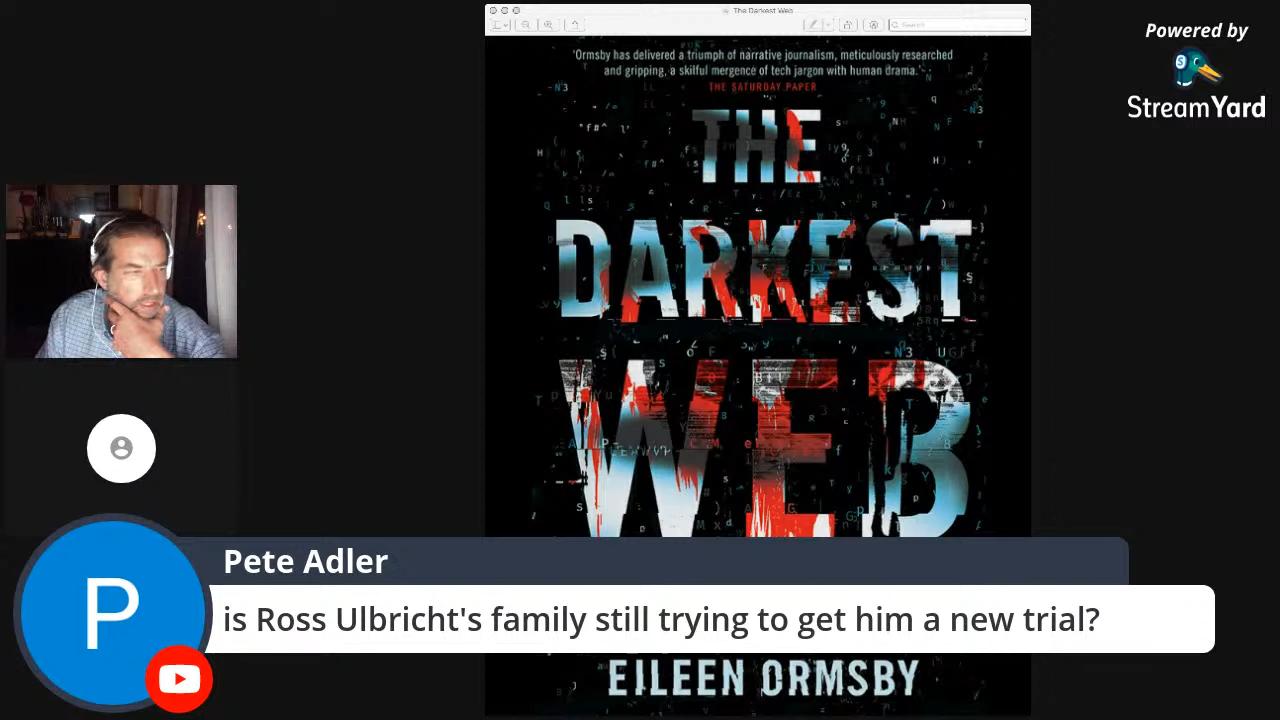 The Darkest Web
Search
Powered by
StreamYard
'Ormsby has delivered a triumph of narrative journalism, meticulously researched
and gripping, a skilful mergence of tech jargon with human drama.'
THE SATURDAY PAPER
THE
DARKEST
WEB
P
Pete Adler
is Ross Ulbricht's family still trying to get him a new trial?
EILEEN ORMSBY